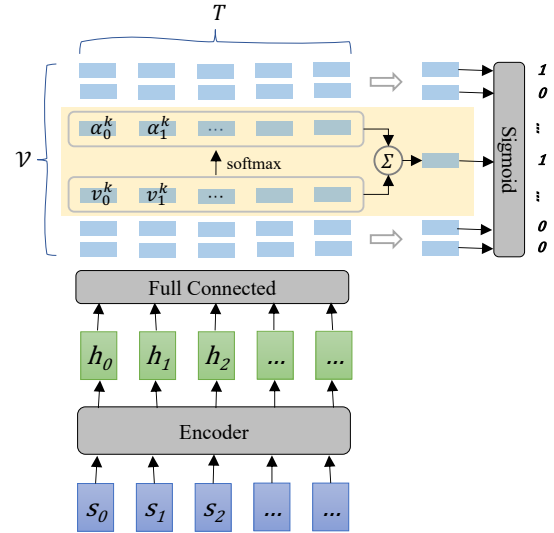 T
1
0
α₀ᵏ α₁ᵏ ...
...
softmax
𝒱
Σ
1
Sigmoid
v₀ᵏ v₁ᵏ ...
...
0
0
Full Connected
h₀ h₁ h₂ ... ...
Encoder
s₀ s₁ s₂ ... ...